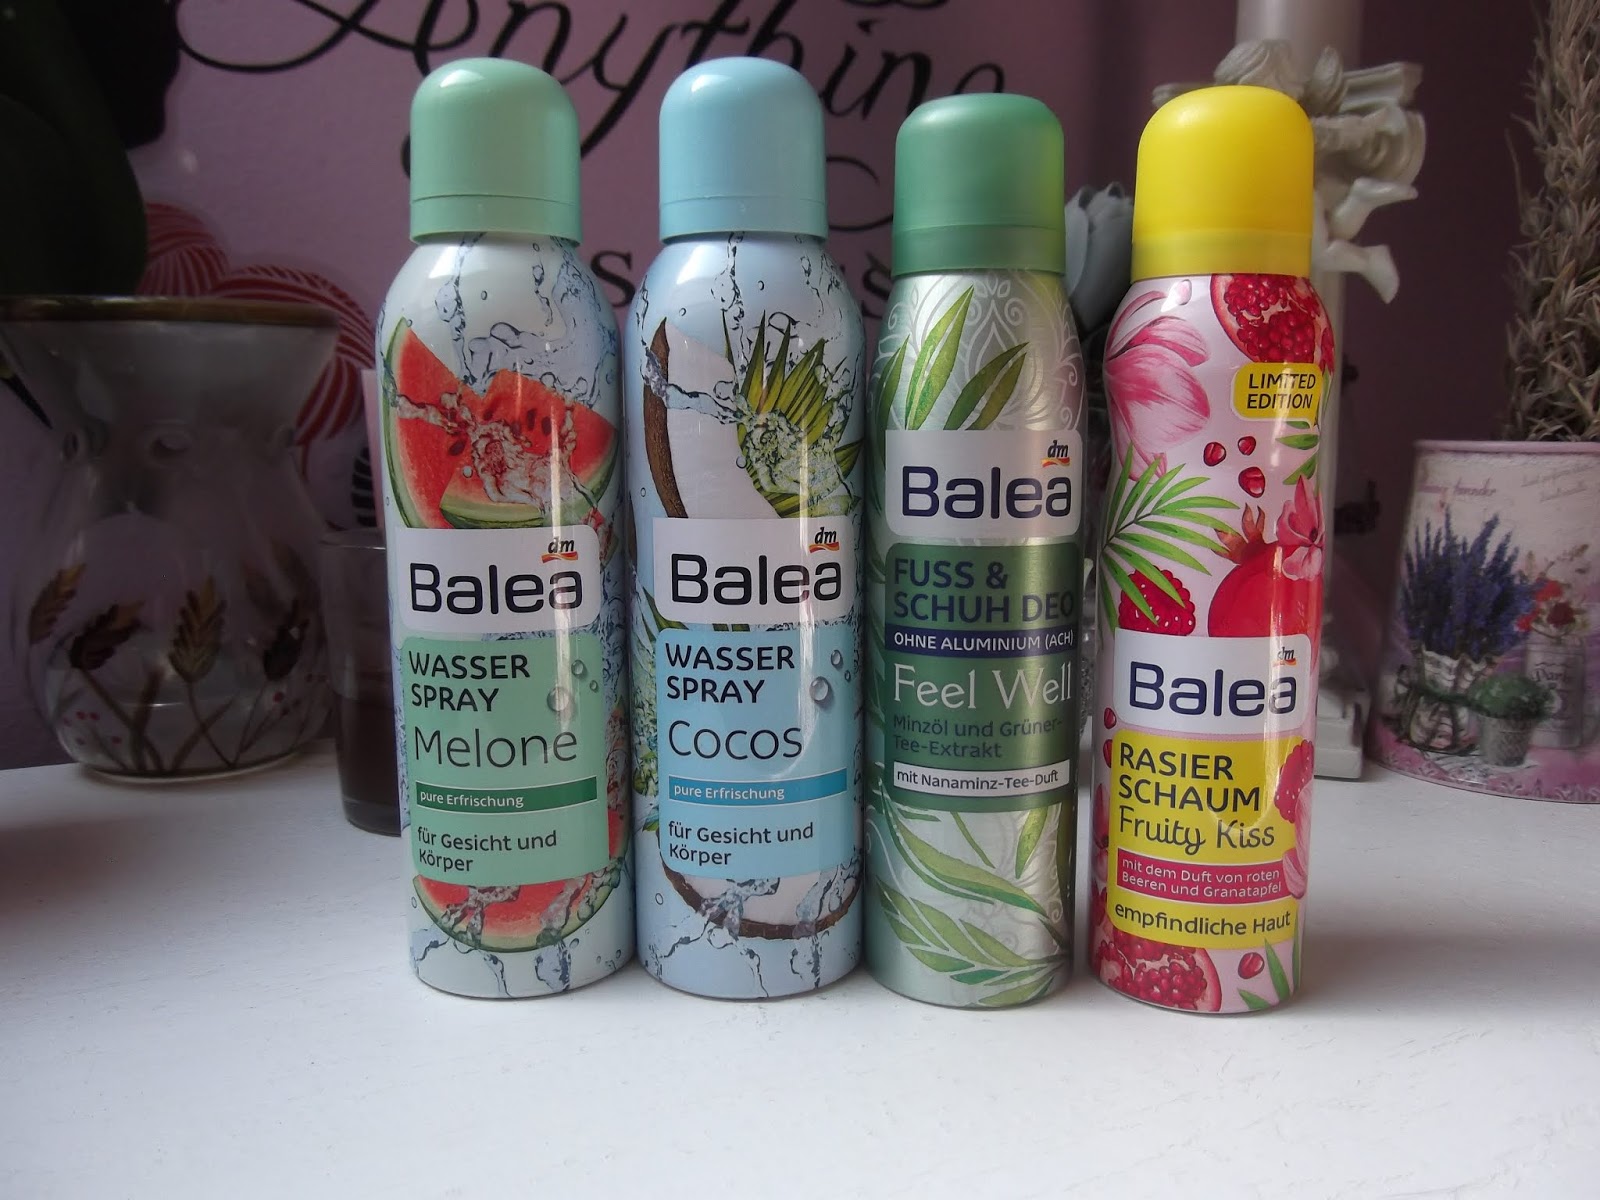 Anything
dm
Balea
WASSER
SPRAY
Melone
pure Erfrischung
für Gesicht und
Körper
dm
Balea
WASSER
SPRAY
Cocos
pure Erfrischung
für Gesicht und
Körper
dm
Balea
FUSS &
SCHUH DEO
OHNE ALUMINIUM (ACH)
Feel Well
Minzöl und Grüner-
Tee-Extrakt
mit Nanaminz-Tee-Duft
LIMITED
EDITION
dm
Balea
RASIER
SCHAUM
Fruity Kiss
mit dem Duft von roten
Beeren und Granatapfel
empfindliche Haut